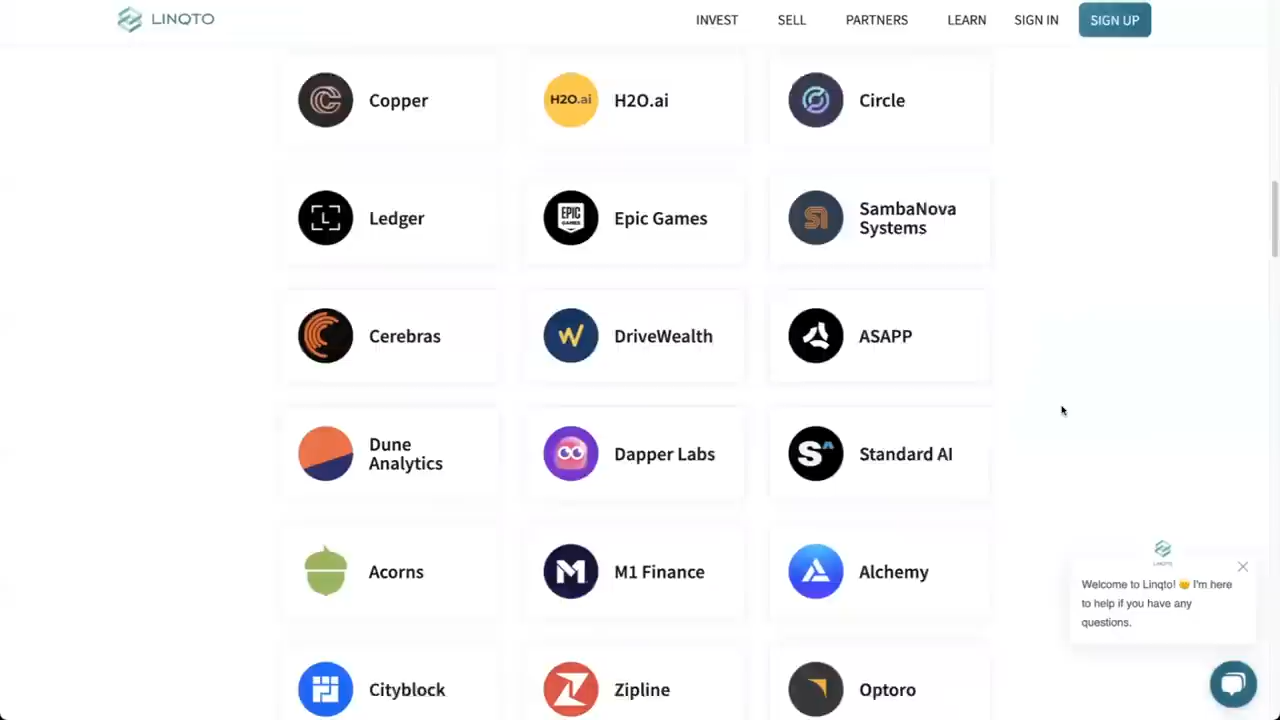 LINQTO
INVEST
SELL
PARTNERS
LEARN
SIGN IN
SIGN UP
Copper
H2O.ai
H2O.ai
Circle
L
Ledger
EPIC
GAMES
Epic Games
SambaNova
Systems
Cerebras
W
DriveWealth
ASAPP
Dune
Analytics
Dapper Labs
S^
Standard AI
Acorns
M
M1 Finance
Alchemy
LINQTO
Welcome to Linqto! 😊 I'm here
to help if you have any
questions.
Cityblock
Z
Zipline
Optoro